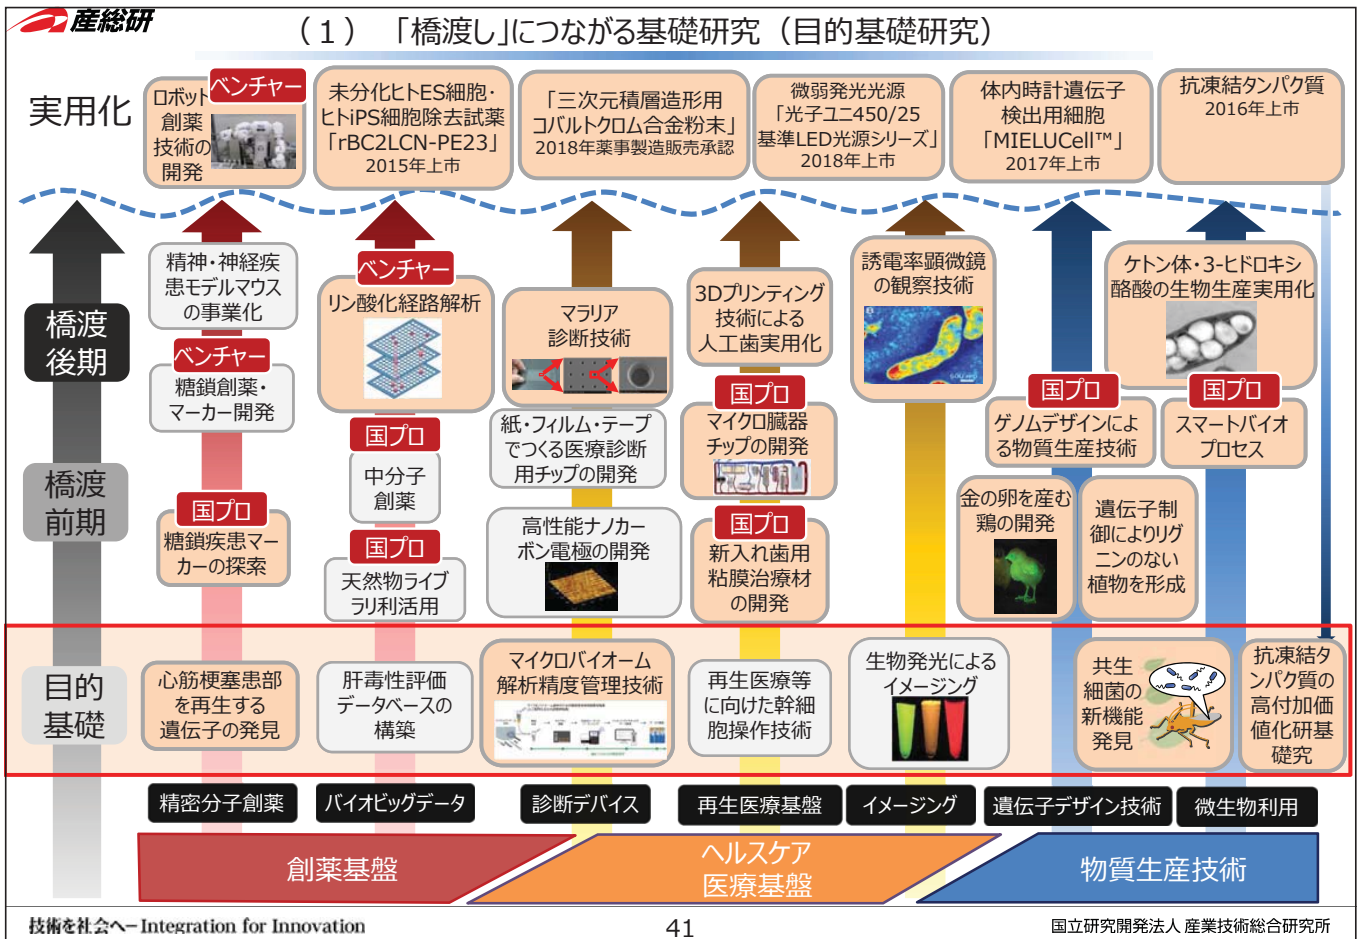 産総研
（１） 「橋渡し」につながる基礎研究（目的基礎研究）
実用化
ロボット
創薬
技術の
開発
ベンチャー
未分化ヒトES細胞・
ヒトiPS細胞除去試薬
「rBC2LCN-PE23」
2015年上市
「三次元積層造形用
コバルトクロム合金粉末」
2018年薬事製造販売承認
微弱発光光源
「光子ユニ450/25
基準LED光源シリーズ」
2018年上市
体内時計遺伝子
検出用細胞
「MIELUCell™」
2017年上市
抗凍結タンパク質
2016年上市
橋渡
後期
精神・神経疾
患モデルマウス
の事業化
ベンチャー
糖鎖創薬・
マーカー開発
ベンチャー
リン酸化経路解析
マラリア
診断技術
3Dプリンティング
技術による
人工歯実用化
誘電率顕微鏡
の観察技術
ケトン体・3-ヒドロキシ
酪酸の生物生産実用化
橋渡
前期
国プロ
糖鎖疾患マー
カーの探索
国プロ
中分子
創薬
国プロ
天然物ライブ
ラリ利活用
紙・フィルム・テープ
でつくる医療診断
用チップの開発
高性能ナノカー
ボン電極の開発
国プロ
マイクロ臓器
チップの開発
国プロ
新入れ歯用
粘膜治療材
の開発
国プロ
ゲノムデザインによ
る物質生産技術
国プロ
スマートバイオ
プロセス
金の卵を産む
鶏の開発
遺伝子制
御によりリグ
ニンのない
植物を形成
目的
基礎
心筋梗塞患部
を再生する
遺伝子の発見
肝毒性評価
データベースの
構築
マイクロバイオーム
解析精度管理技術
再生医療等
に向けた幹細
胞操作技術
生物発光による
イメージング
共生
細菌の
新機能
発見
抗凍結タ
ンパク質の
高付加価
値化研基
礎究
精密分子創薬
バイオビッグデータ
診断デバイス
再生医療基盤
イメージング
遺伝子デザイン技術
微生物利用
創薬基盤
ヘルスケア
医療基盤
物質生産技術
技術を社会へーIntegration for Innovation
41
国立研究開発法人 産業技術総合研究所